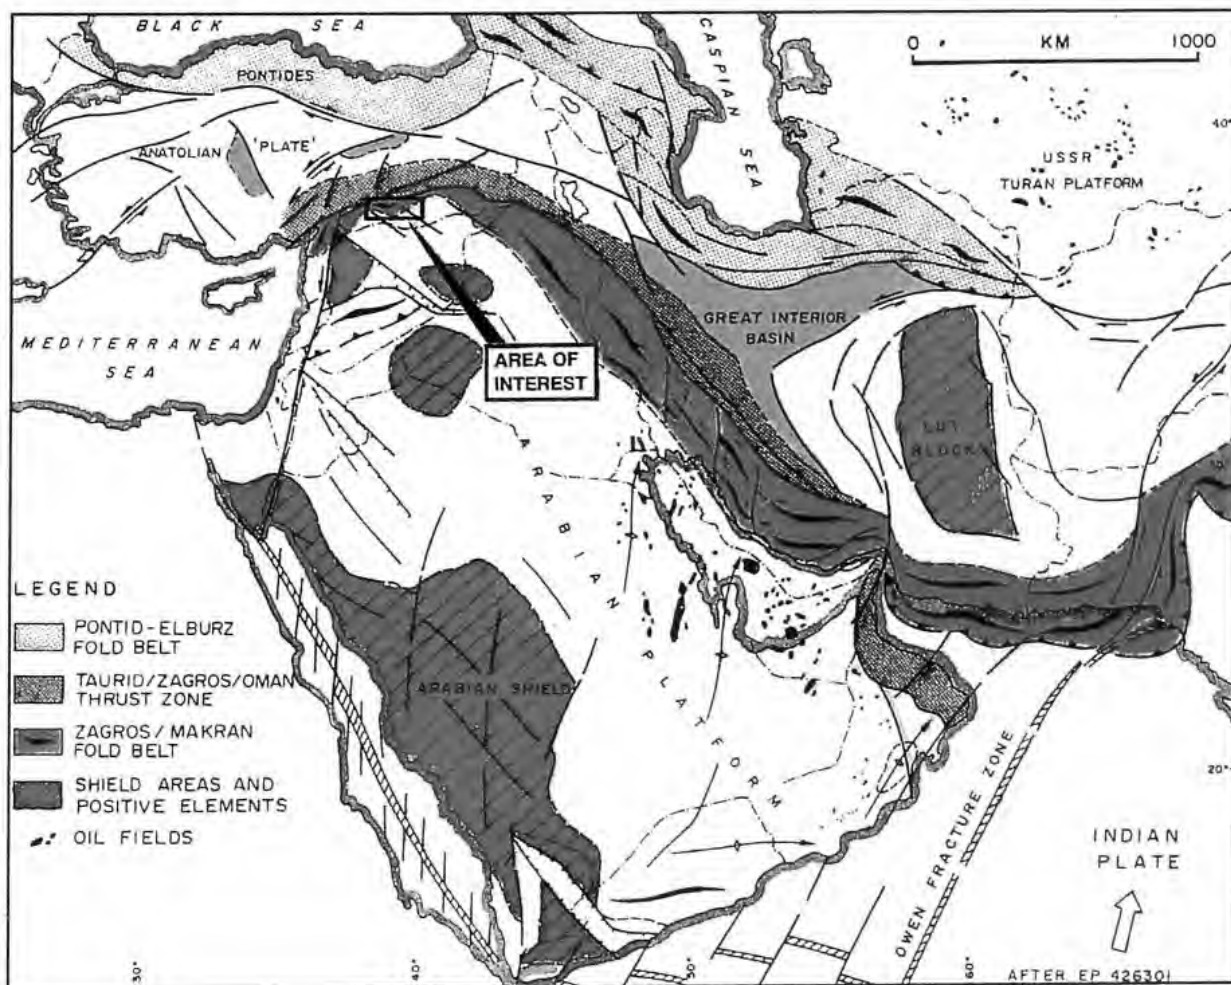 BLACK SEA
CASPIAN SEA
0 KM 1000
PONTIDES
40°
ANATOLIAN 'PLATE'
USSR
TURAN PLATFORM
GREAT INTERIOR
BASIN
MEDITERRANEAN
SEA
AREA OF
INTEREST
LUT
BLOCK
30°
ARABIAN PLATFORM
LEGEND
PONTID-ELBURZ
FOLD BELT
TAURID/ZAGROS/OMAN
THRUST ZONE
ZAGROS/MAKRAN
FOLD BELT
SHIELD AREAS AND
POSITIVE ELEMENTS
OIL FIELDS
ARABIAN SHIELD
20°
OWEN FRACTURE ZONE
INDIAN
PLATE
30° 40° 50° 60°
AFTER EP 426301